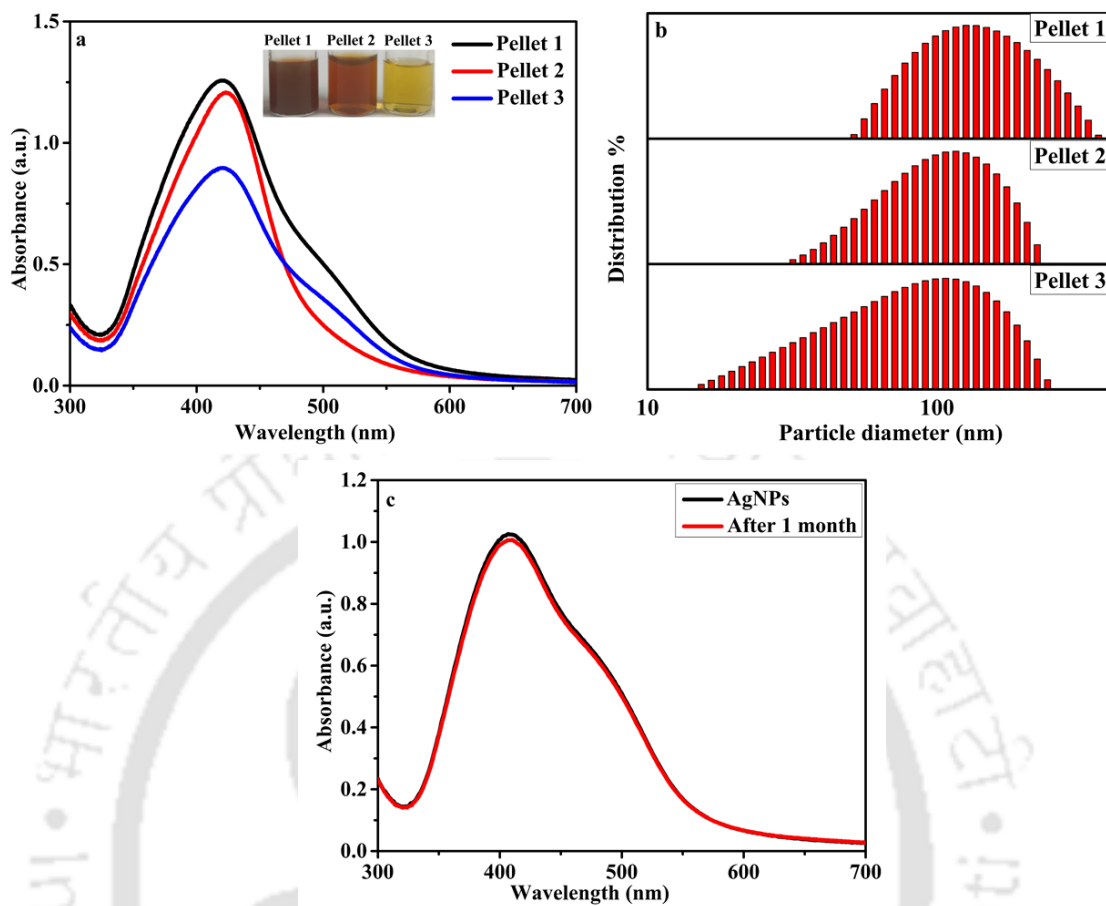 a
Pellet 1 Pellet 2 Pellet 3
Pellet 1
Pellet 2
Pellet 3
1.5
1.0
0.5
0.0
Absorbance (a.u.)
300 400 500 600 700
Wavelength (nm)
b
Pellet 1
Pellet 2
Pellet 3
Distribution %
10 100
Particle diameter (nm)
c
AgNPs
After 1 month
1.2
1.0
0.8
0.6
0.4
0.2
0.0
Absorbance (a.u.)
300 400 500 600 700
Wavelength (nm)